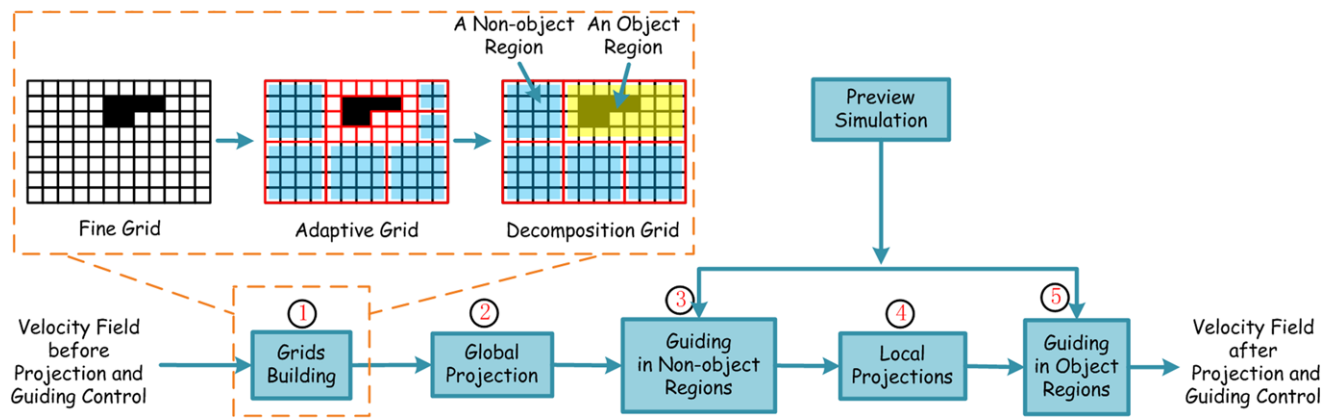 A Non-object
Region
An Object
Region
Fine Grid
Adaptive Grid
Decomposition Grid
Preview
Simulation
Velocity Field
before
Projection and
Guiding Control
1
Grids
Building
2
Global
Projection
3
Guiding
in Non-object
Regions
4
Local
Projections
5
Guiding
in Object
Regions
Velocity Field
after
Projection and
Guiding Control